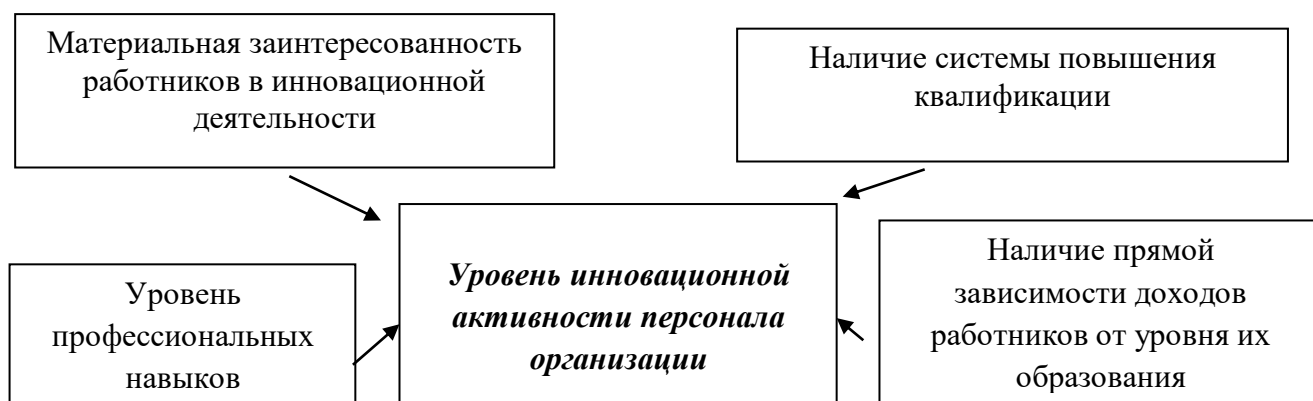 Материальная заинтересованность
работников в инновационной
деятельности
Наличие системы повышения
квалификации
Уровень
профессиональных
навыков
Уровень инновационной
активности персонала
организации
Наличие прямой
зависимости доходов
работников от уровня их
образования